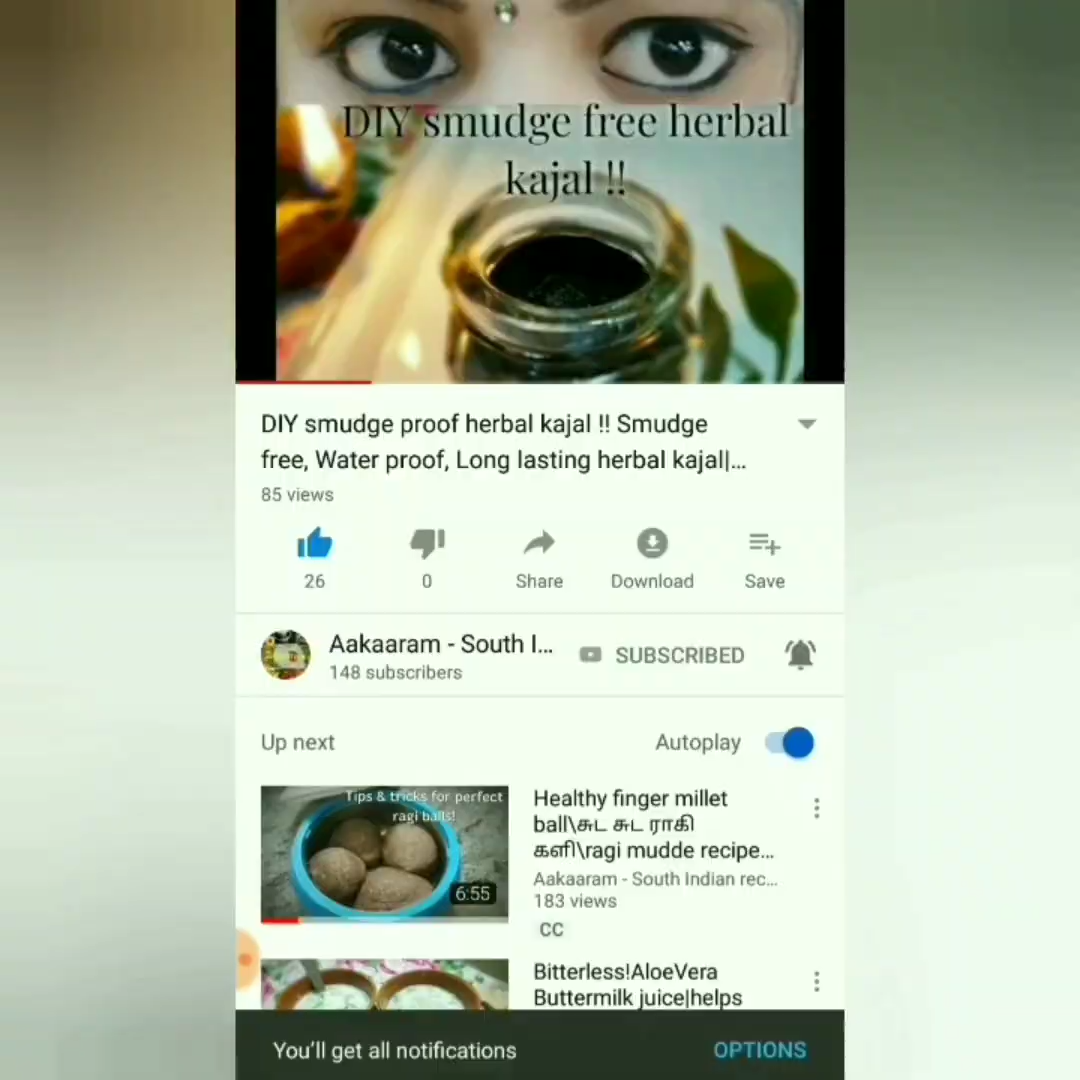 DIY smudge free herbal
kajal !!
DIY smudge proof herbal kajal !! Smudge
free, Water proof, Long lasting herbal kajal|...
85 views
26
0
Share
Download
Save
Aakaaram - South I...
148 subscribers
SUBSCRIBED
Up next
Autoplay
Tips & tricks for perfect
ragi balls!
6:55
Healthy finger millet
ball\சுட சுட ராகி
களி\ragi mudde recipe...
Aakaaram - South Indian rec...
183 views
CC
Bitterless!AloeVera
Buttermilk juice|helps
You'll get all notifications
OPTIONS